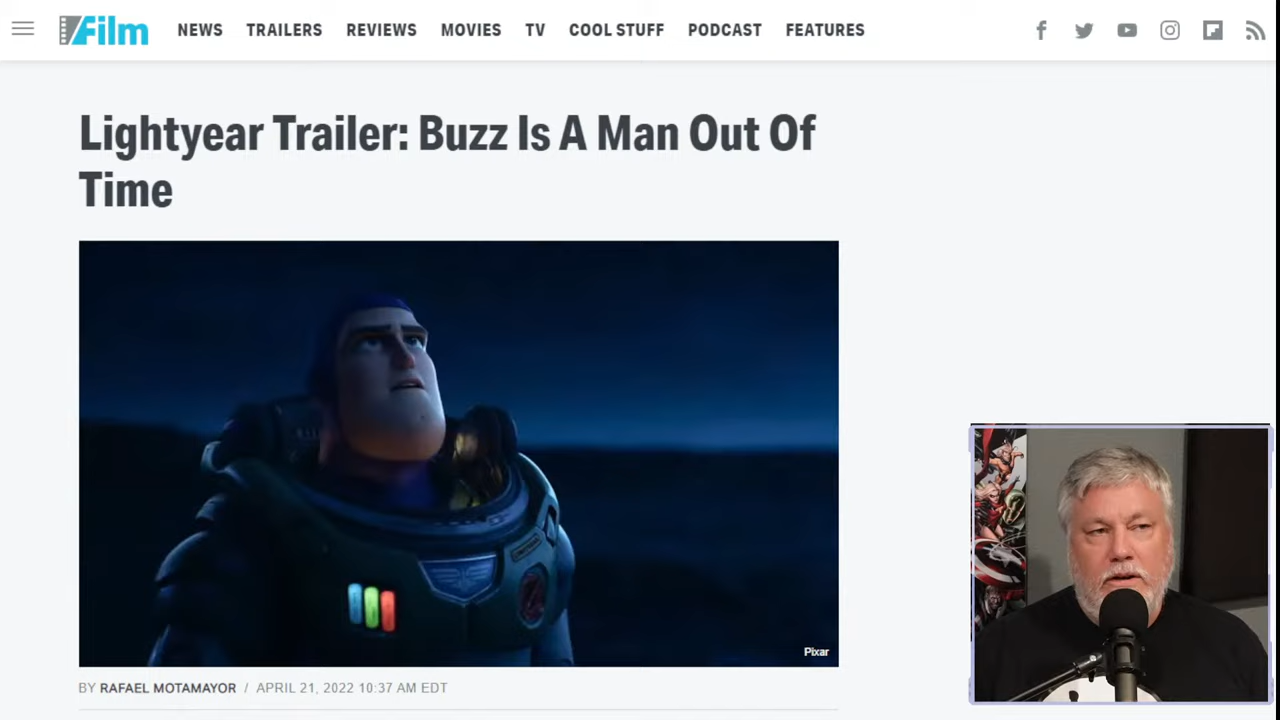 /Film NEWS TRAILERS REVIEWS MOVIES TV COOL STUFF PODCAST FEATURES
Lightyear Trailer: Buzz Is A Man Out Of
Time
Pixar
BY RAFAEL MOTAMAYOR / APRIL 21, 2022 10:37 AM EDT